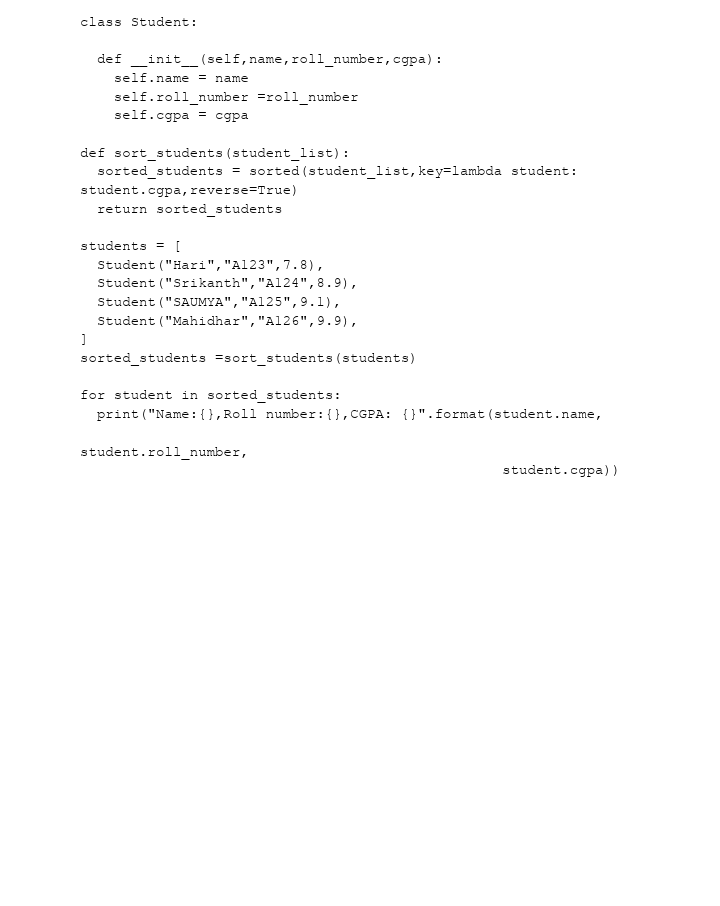 class Student:
  def __init__(self,name,roll_number,cgpa):
    self.name = name
    self.roll_number =roll_number
    self.cgpa = cgpa
def sort_students(student_list):
  sorted_students = sorted(student_list,key=lambda student:
student.cgpa,reverse=True)
  return sorted_students
students = [
  Student("Hari","A123",7.8),
  Student("Srikanth","A124",8.9),
  Student("SAUMYA","A125",9.1),
  Student("Mahidhar","A126",9.9),
]
sorted_students =sort_students(students)
for student in sorted_students:
  print("Name:{},Roll number:{},CGPA: {}".format(student.name,
student.roll_number,
                                                  student.cgpa))